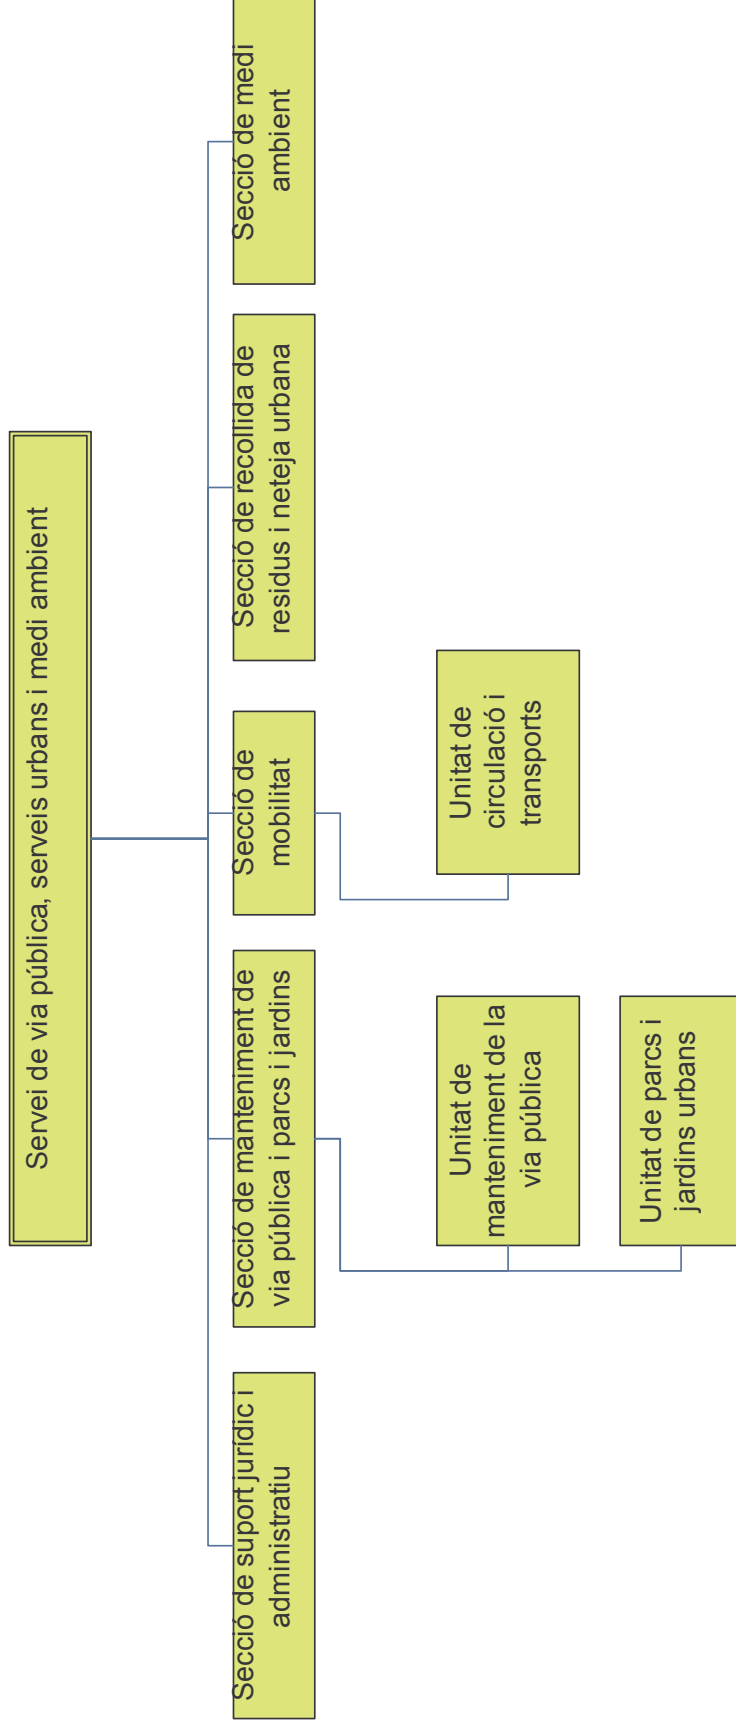 Servei de via pública, serveis urbans i medi ambient
Secció de suport jurídic i
administratiu
Secció de manteniment de
via pública i parcs i jardins
Secció de
mobilitat
Secció de recollida de
residus i neteja urbana
Secció de medi
ambient
Unitat de
manteniment de la
via pública
Unitat de
circulació i
transports
Unitat de parcs i
jardins urbans